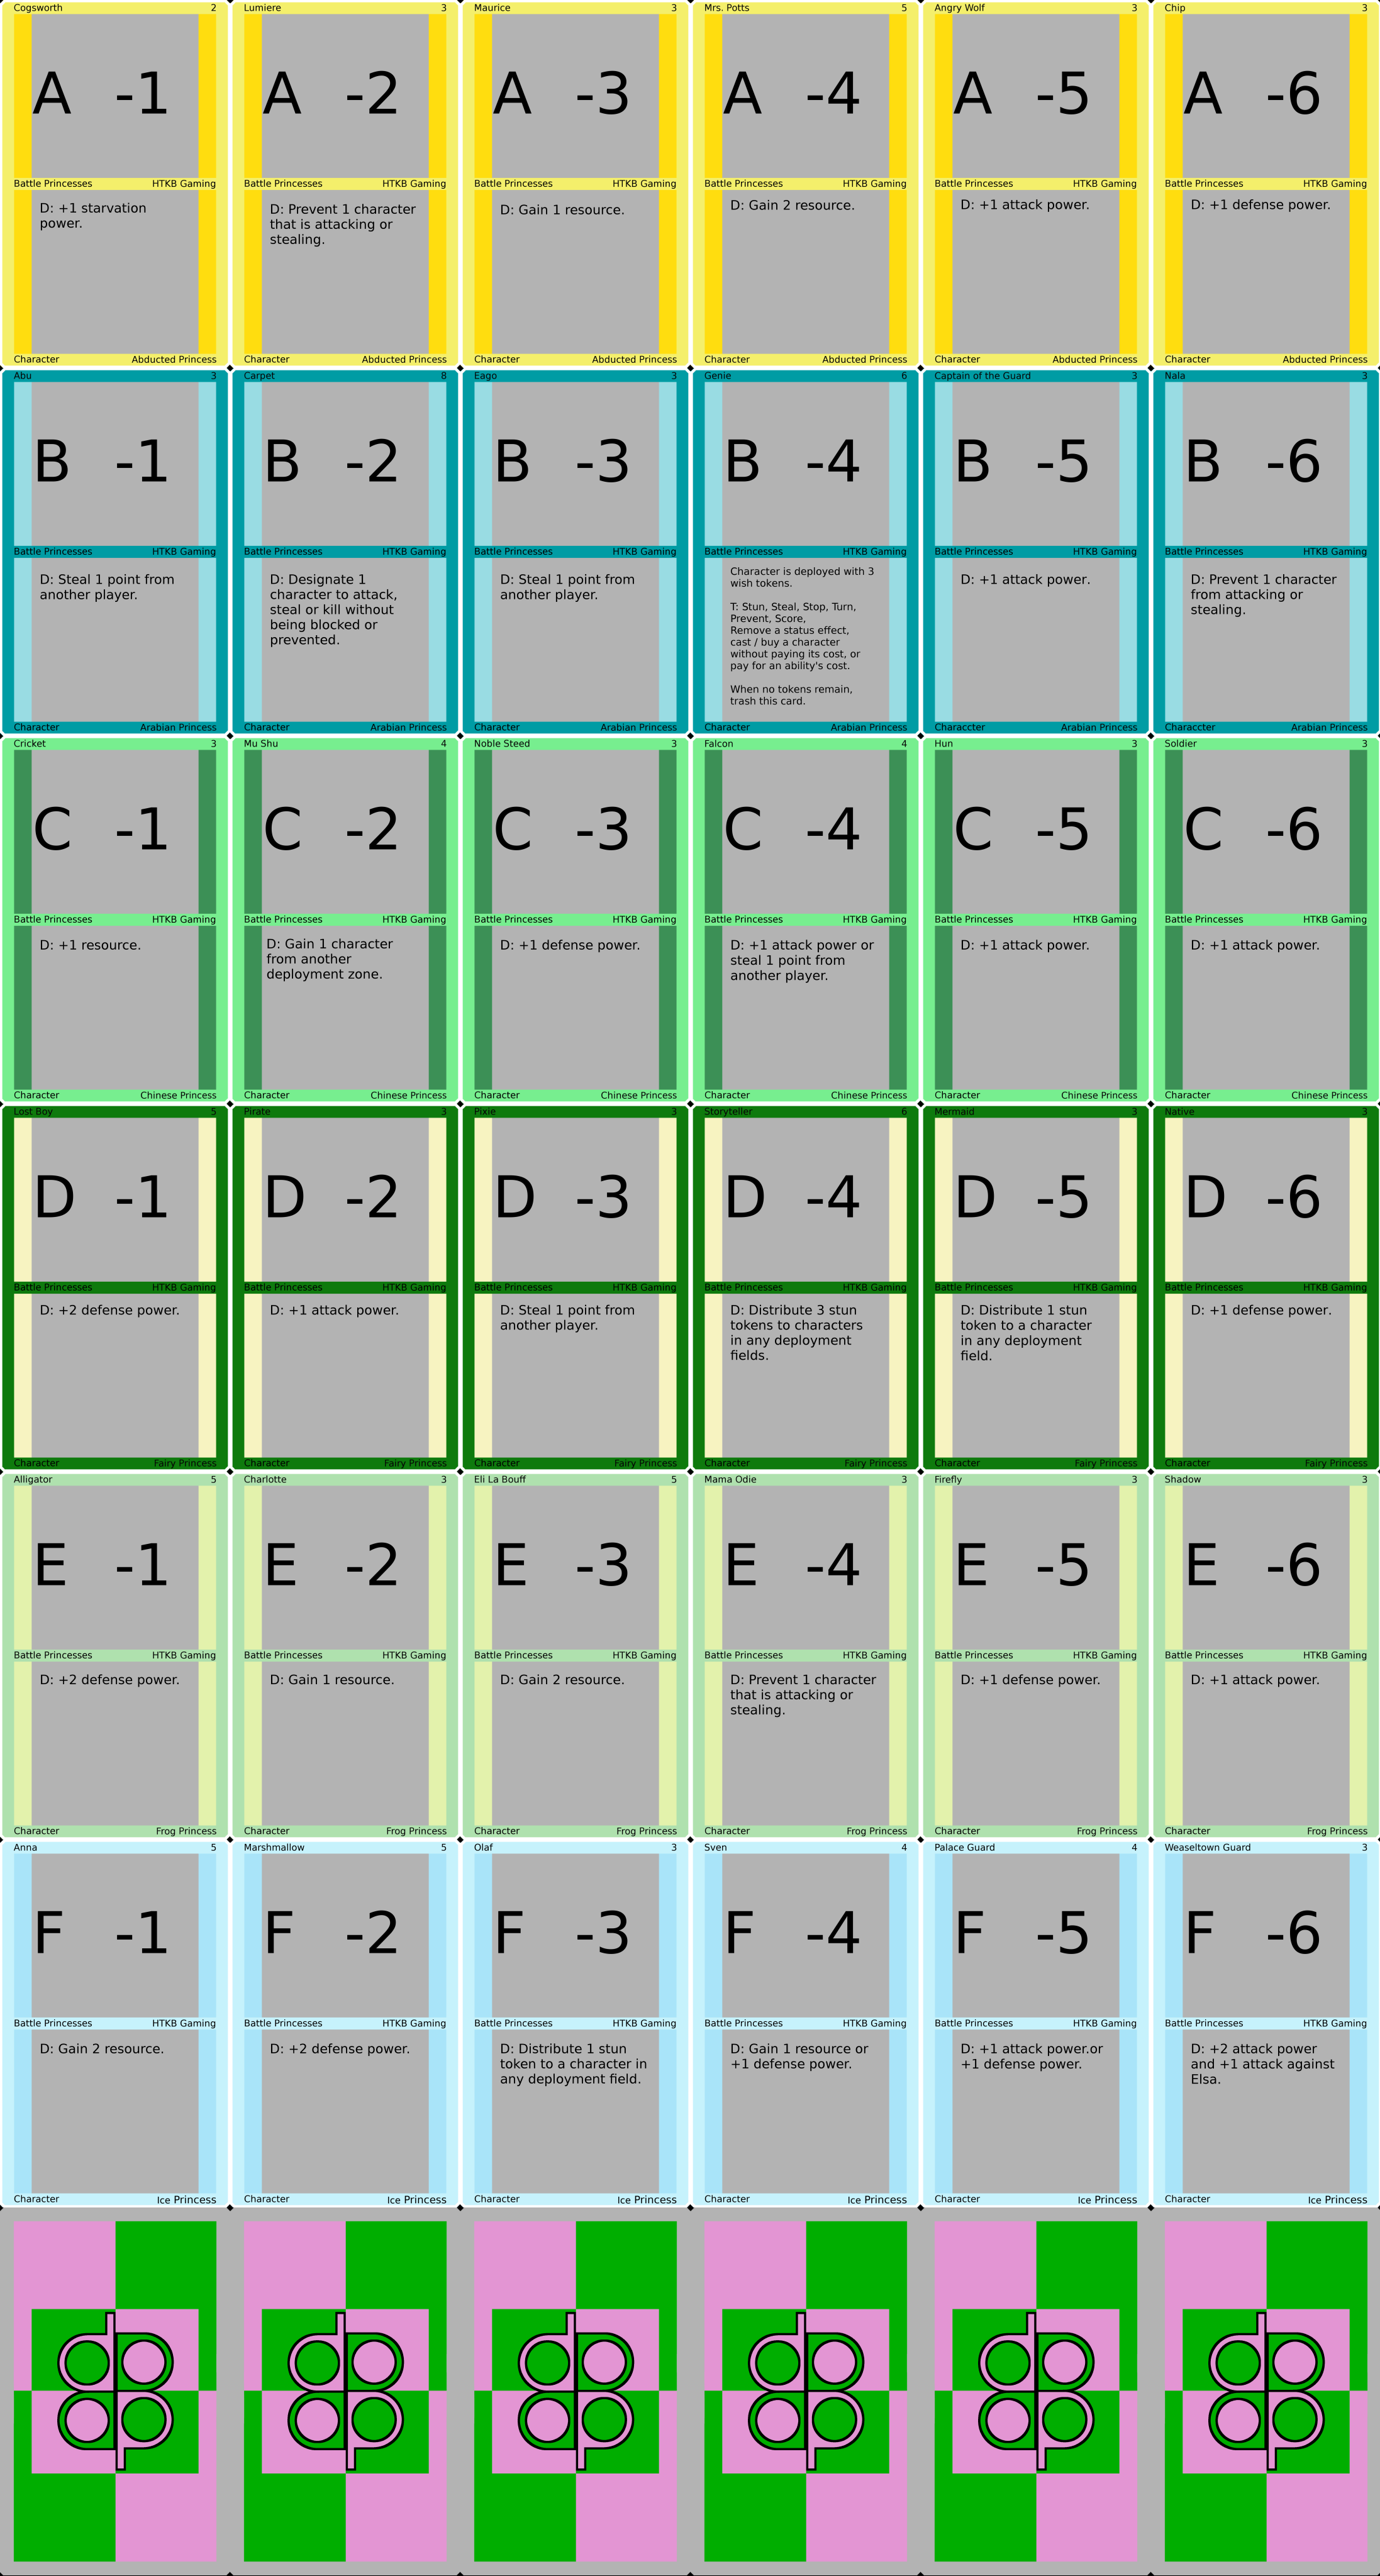 Cogsworth 2
Lumiere 3
Maurice 3
Mrs. Potts 5
Angry Wolf 3
Chip 3
A -1
A -2
A -3
A -4
A -5
A -6
Battle Princesses HTKB Gaming
Battle Princesses HTKB Gaming
Battle Princesses HTKB Gaming
Battle Princesses HTKB Gaming
Battle Princesses HTKB Gaming
Battle Princesses HTKB Gaming
D: +1 starvation
power.
D: Prevent 1 character
that is attacking or
stealing.
D: Gain 1 resource.
D: Gain 2 resource.
D: +1 attack power.
D: +1 defense power.
Character Abducted Princess
Character Abducted Princess
Character Abducted Princess
Character Abducted Princess
Character Abducted Princess
Character Abducted Princess
Abu 3
Carpet 8
Eago 3
Genie 6
Captain of the Guard 3
Nala 3
B -1
B -2
B -3
B -4
B -5
B -6
Battle Princesses HTKB Gaming
Battle Princesses HTKB Gaming
Battle Princesses HTKB Gaming
Battle Princesses HTKB Gaming
Battle Princesses HTKB Gaming
Battle Princesses HTKB Gaming
D: Steal 1 point from
another player.
D: Designate 1
character to attack,
steal or kill without
being blocked or
prevented.
D: Steal 1 point from
another player.
Character is deployed with 3
wish tokens.
T: Stun, Steal, Stop, Turn,
Prevent, Score,
Remove a status effect,
cast / buy a character
without paying its cost, or
pay for an ability's cost.
When no tokens remain,
trash this card.
D: +1 attack power.
D: Prevent 1 character
from attacking or
stealing.
Character Arabian Princess
Character Arabian Princess
Character Arabian Princess
Character Arabian Princess
Characcter Arabian Princess
Characcter Arabian Princess
Cricket 3
Mu Shu 4
Noble Steed 3
Falcon 4
Hun 3
Soldier 3
C -1
C -2
C -3
C -4
C -5
C -6
Battle Princesses HTKB Gaming
Battle Princesses HTKB Gaming
Battle Princesses HTKB Gaming
Battle Princesses HTKB Gaming
Battle Princesses HTKB Gaming
Battle Princesses HTKB Gaming
D: +1 resource.
D: Gain 1 character
from another
deployment zone.
D: +1 defense power.
D: +1 attack power or
steal 1 point from
another player.
D: +1 attack power.
D: +1 attack power.
Character Chinese Princess
Character Chinese Princess
Character Chinese Princess
Character Chinese Princess
Character Chinese Princess
Character Chinese Princess
Lost Boy 5
Pirate 3
Pixie 3
Storyteller 6
Mermaid 3
Native 3
D -1
D -2
D -3
D -4
D -5
D -6
Battle Princesses HTKB Gaming
Battle Princesses HTKB Gaming
Battle Princesses HTKB Gaming
Battle Princesses HTKB Gaming
Battle Princesses HTKB Gaming
Battle Princesses HTKB Gaming
D: +2 defense power.
D: +1 attack power.
D: Steal 1 point from
another player.
D: Distribute 3 stun
tokens to characters
in any deployment
fields.
D: Distribute 1 stun
token to a character
in any deployment
field.
D: +1 defense power.
Character Fairy Princess
Character Fairy Princess
Character Fairy Princess
Character Fairy Princess
Character Fairy Princess
Character Fairy Princess
Alligator 5
Charlotte 3
Eli La Bouff 5
Mama Odie 3
Firefly 3
Shadow 3
E -1
E -2
E -3
E -4
E -5
E -6
Battle Princesses HTKB Gaming
Battle Princesses HTKB Gaming
Battle Princesses HTKB Gaming
Battle Princesses HTKB Gaming
Battle Princesses HTKB Gaming
Battle Princesses HTKB Gaming
D: +2 defense power.
D: Gain 1 resource.
D: Gain 2 resource.
D: Prevent 1 character
that is attacking or
stealing.
D: +1 defense power.
D: +1 attack power.
Character Frog Princess
Character Frog Princess
Character Frog Princess
Character Frog Princess
Character Frog Princess
Character Frog Princess
Anna 5
Marshmallow 5
Olaf 3
Sven 4
Palace Guard 4
Weaseltown Guard 3
F -1
F -2
F -3
F -4
F -5
F -6
Battle Princesses HTKB Gaming
Battle Princesses HTKB Gaming
Battle Princesses HTKB Gaming
Battle Princesses HTKB Gaming
Battle Princesses HTKB Gaming
Battle Princesses HTKB Gaming
D: Gain 2 resource.
D: +2 defense power.
D: Distribute 1 stun
token to a character in
any deployment field.
D: Gain 1 resource or
+1 defense power.
D: +1 attack power.or
+1 defense power.
D: +2 attack power
and +1 attack against
Elsa.
Character Ice Princess
Character Ice Princess
Character Ice Princess
Character Ice Princess
Character Ice Princess
Character Ice Princess